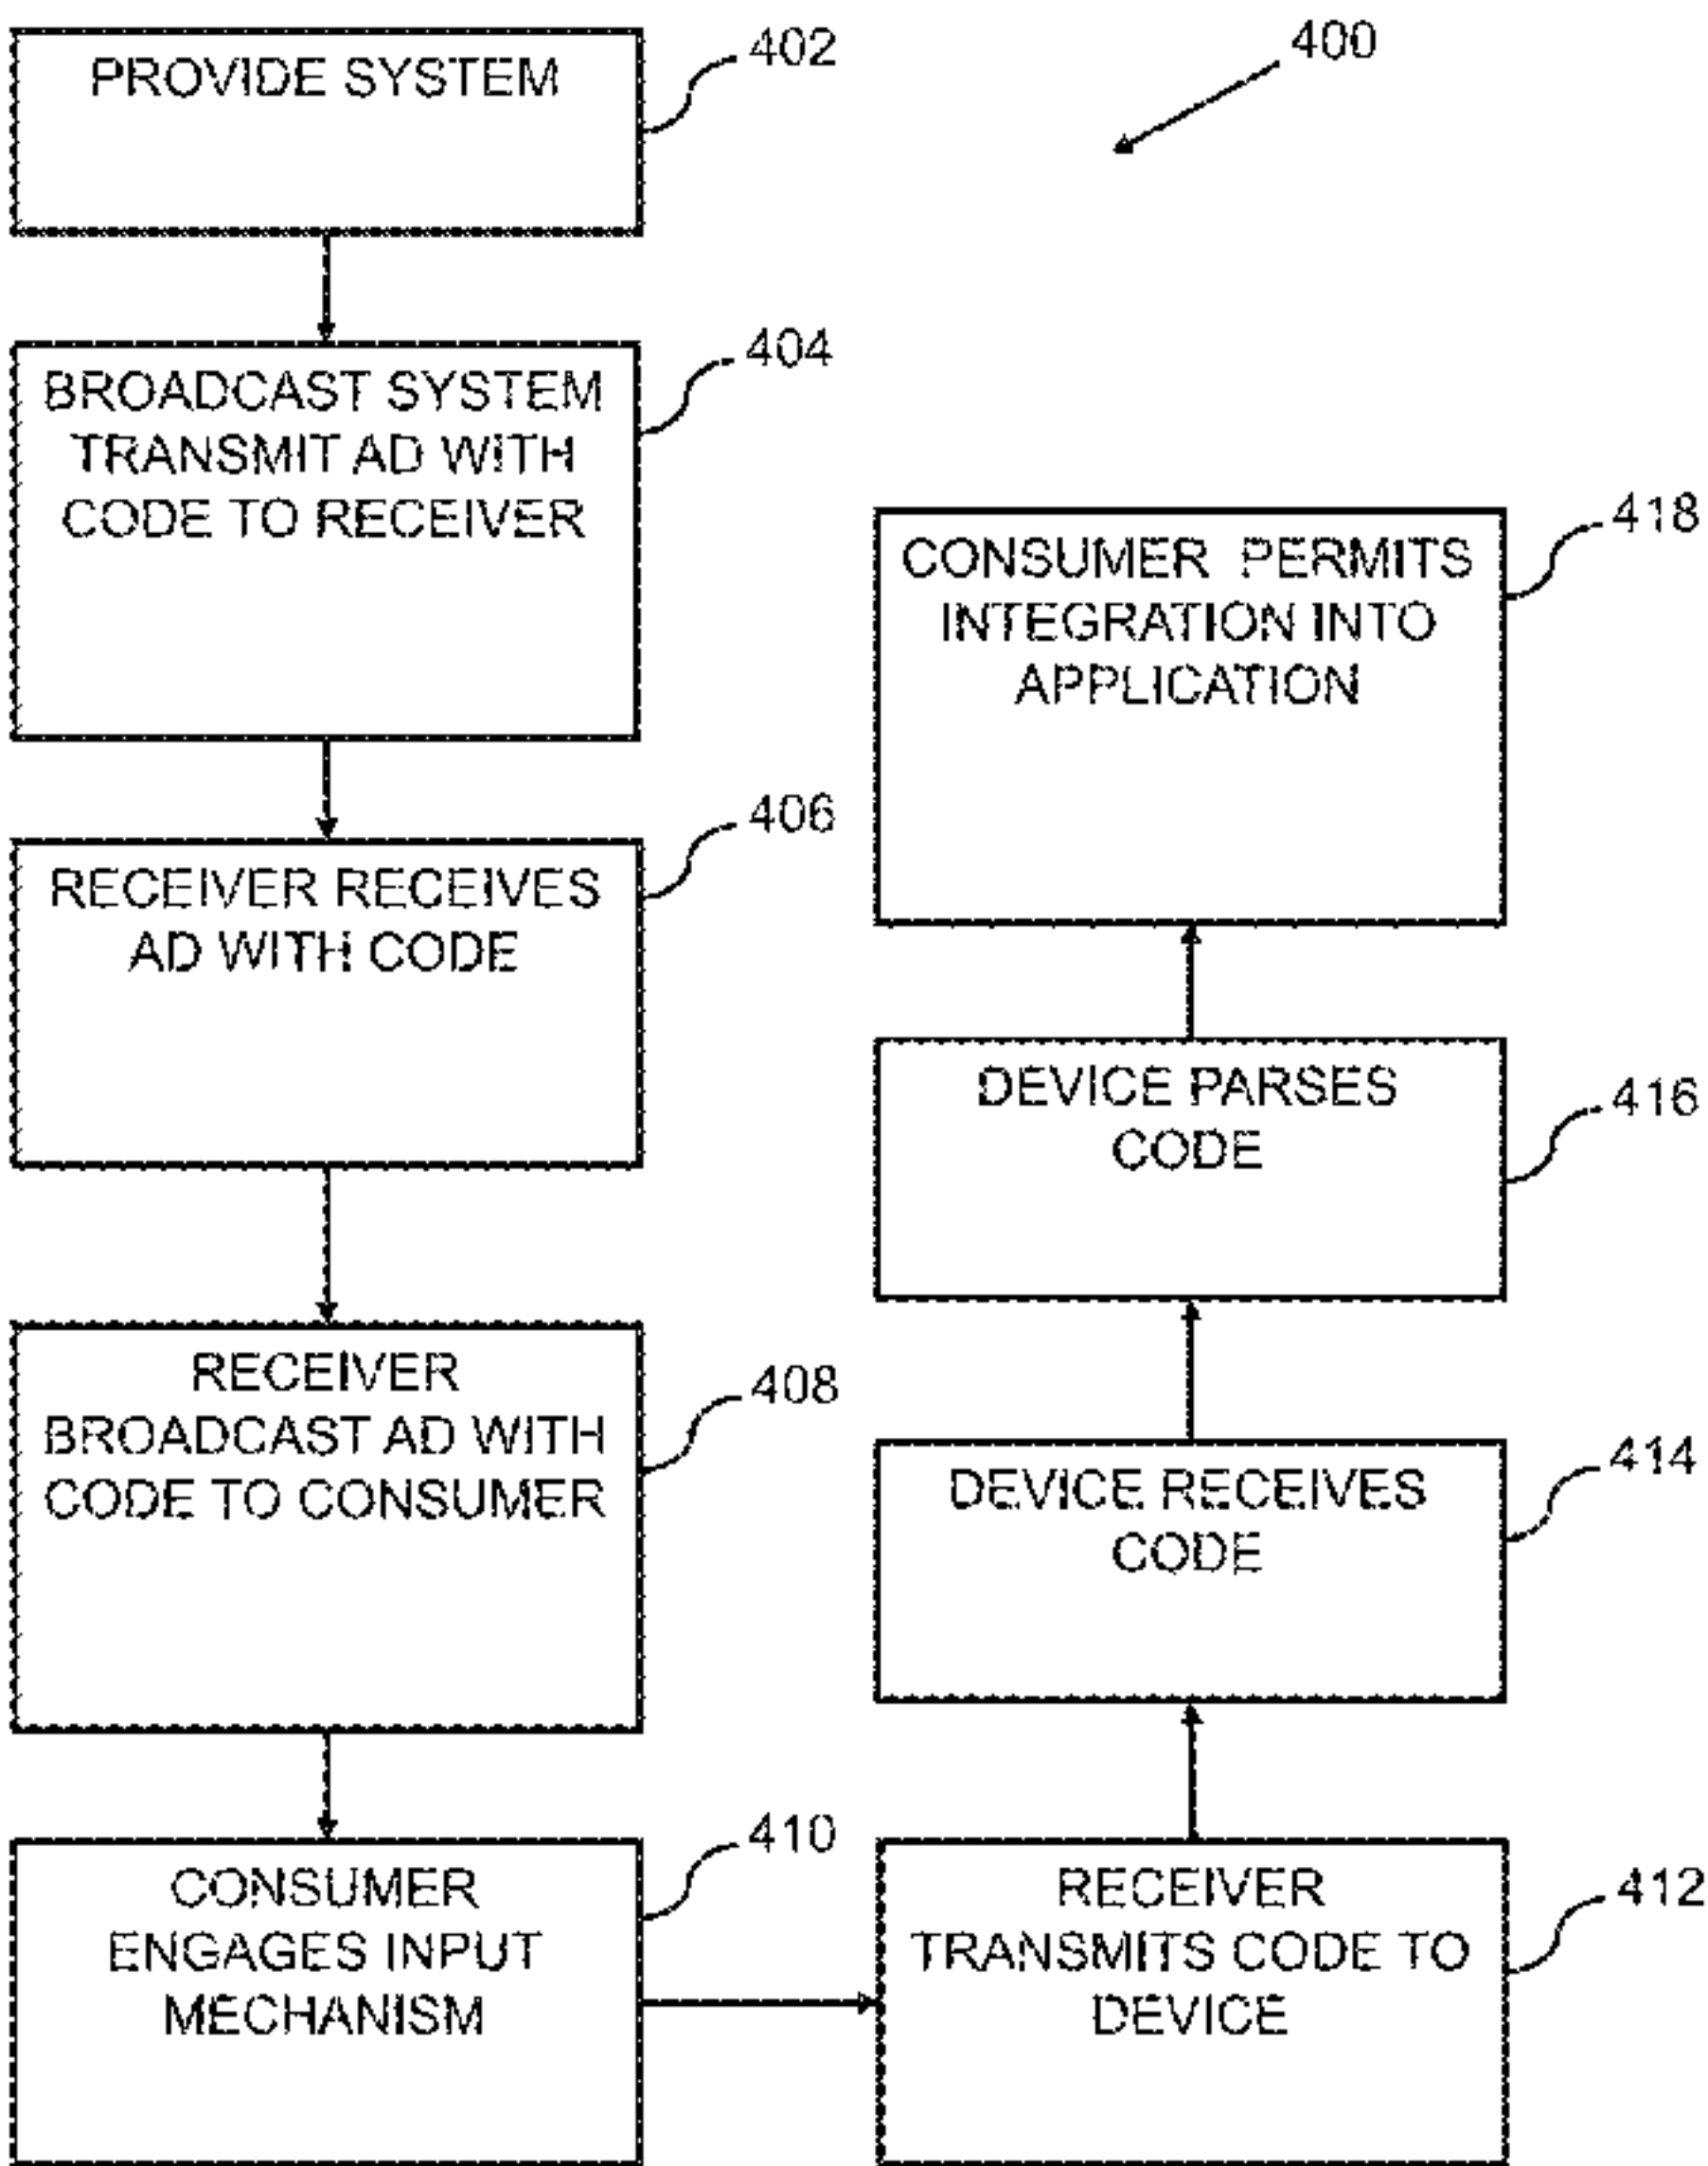 400
PROVIDE SYSTEM
402
BROADCAST SYSTEM
TRANSMIT AD WITH
CODE TO RECEIVER
404
RECEIVER RECEIVES
AD WITH CODE
406
RECEIVER
BROADCAST AD WITH
CODE TO CONSUMER
408
CONSUMER
ENGAGES INPUT
MECHANISM
410
RECEIVER
TRANSMITS CODE TO
DEVICE
412
DEVICE RECEIVES
CODE
414
DEVICE PARSES
CODE
416
CONSUMER PERMITS
INTEGRATION INTO
APPLICATION
418